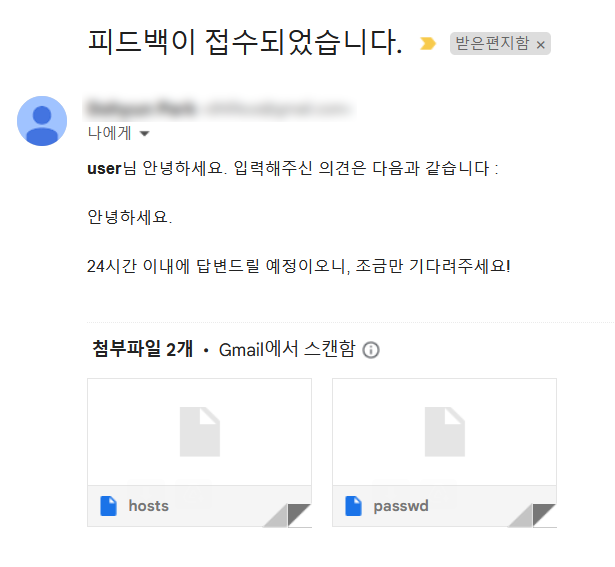 피드백이 접수되었습니다. 받은편지함 ×
나에게
user님 안녕하세요. 입력해주신 의견은 다음과 같습니다 :
안녕하세요.
24시간 이내에 답변드릴 예정이오니, 조금만 기다려주세요!
첨부파일 2개 • Gmail에서 스캔함
hosts passwd